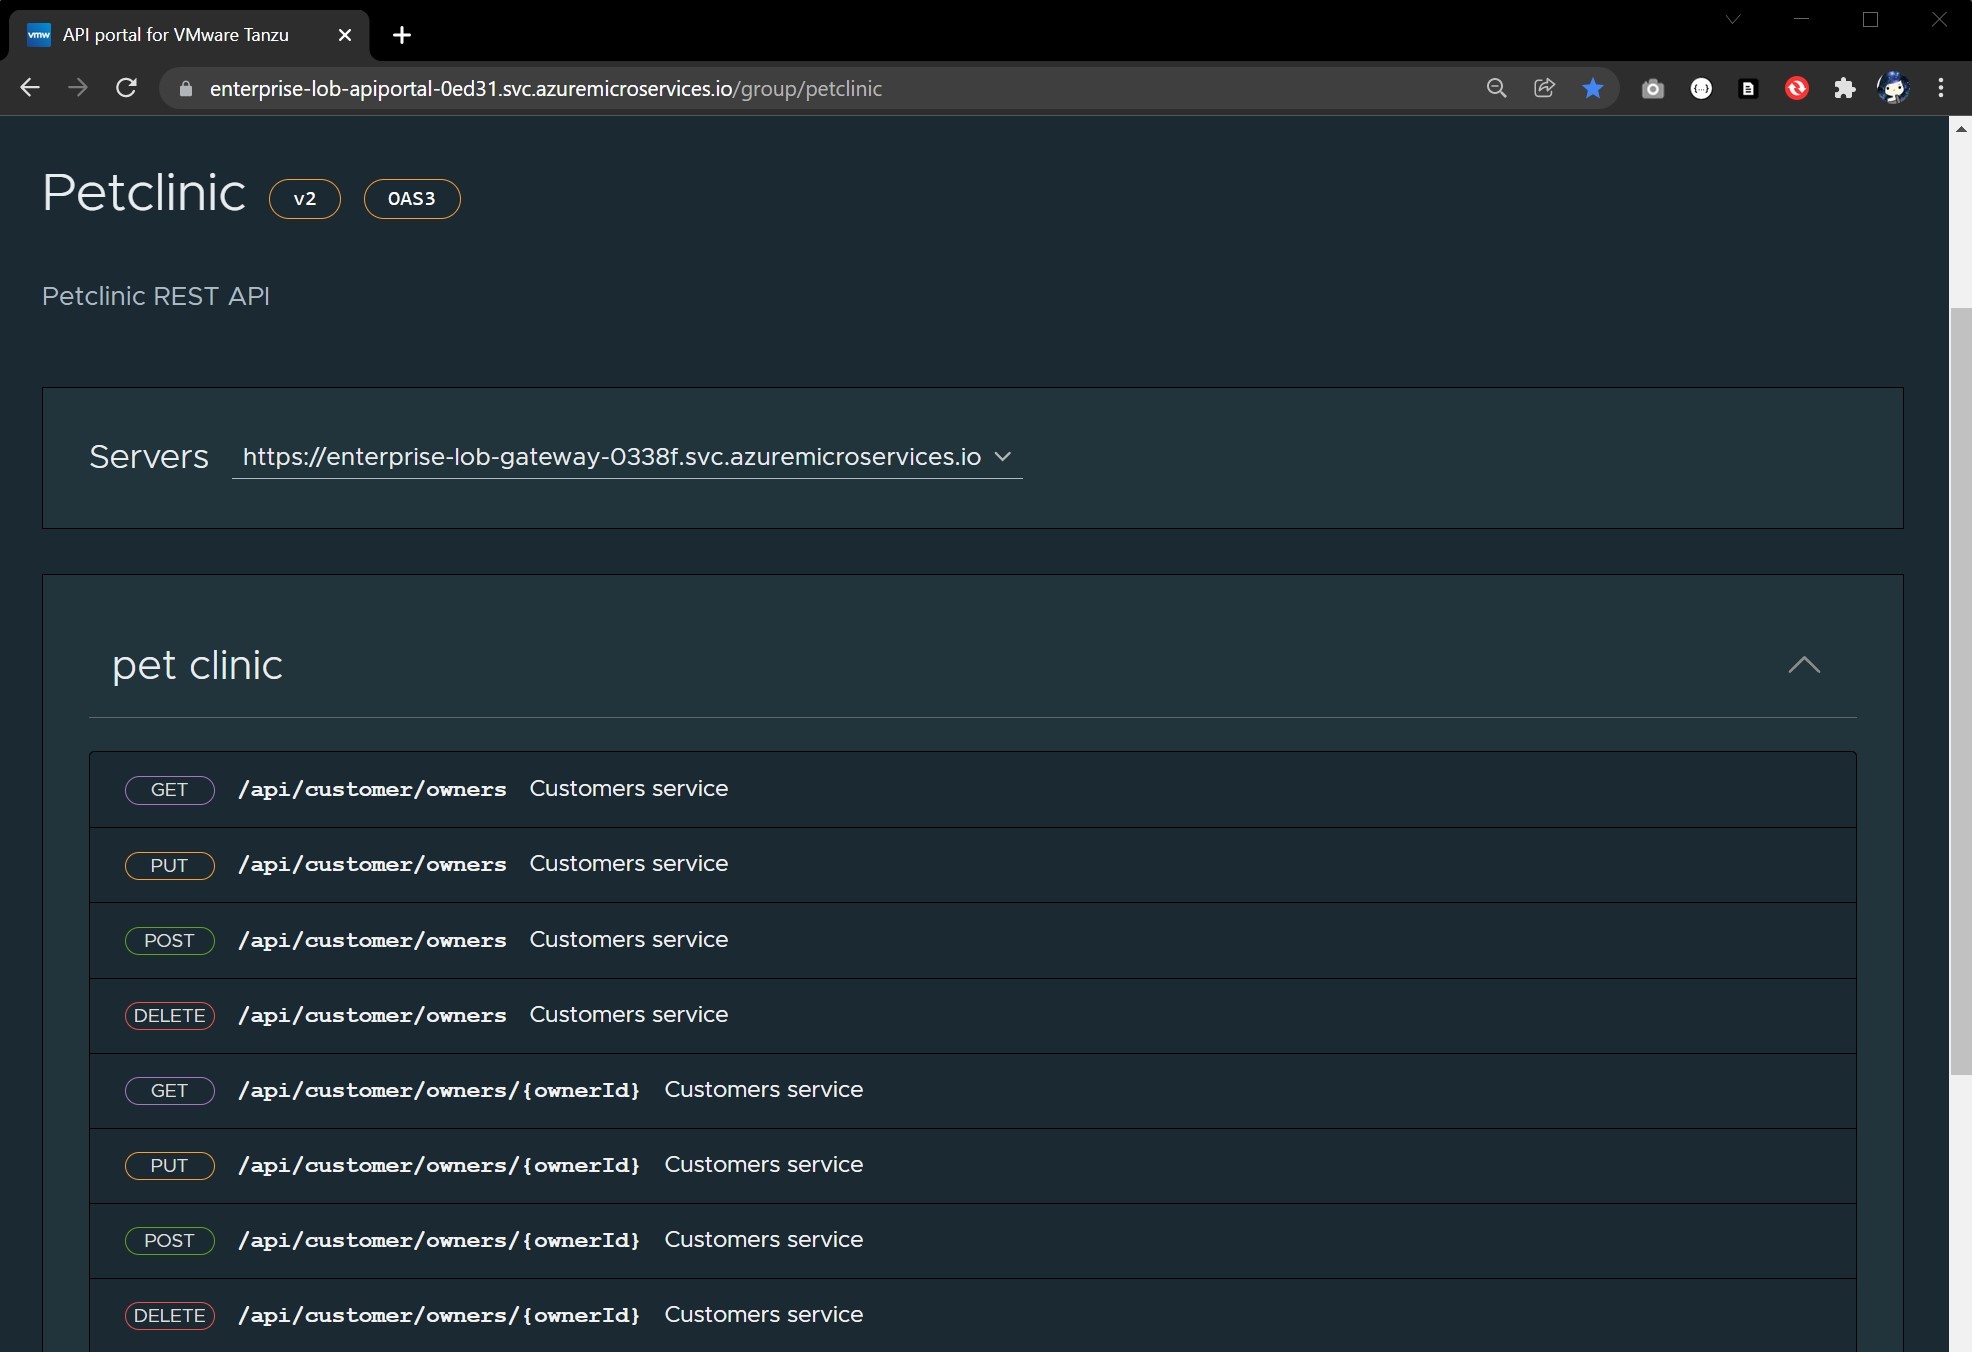 vmw API portal for VMware Tanzu
enterprise-lob-apiportal-0ed31.svc.azuremicroservices.io/group/petclinic
Petclinic v2 OAS3
Petclinic REST API
Servers https://enterprise-lob-gateway-0338f.svc.azuremicroservices.io
pet clinic
GET /api/customer/owners Customers service
PUT /api/customer/owners Customers service
POST /api/customer/owners Customers service
DELETE /api/customer/owners Customers service
GET /api/customer/owners/{ownerId} Customers service
PUT /api/customer/owners/{ownerId} Customers service
POST /api/customer/owners/{ownerId} Customers service
DELETE /api/customer/owners/{ownerId} Customers service